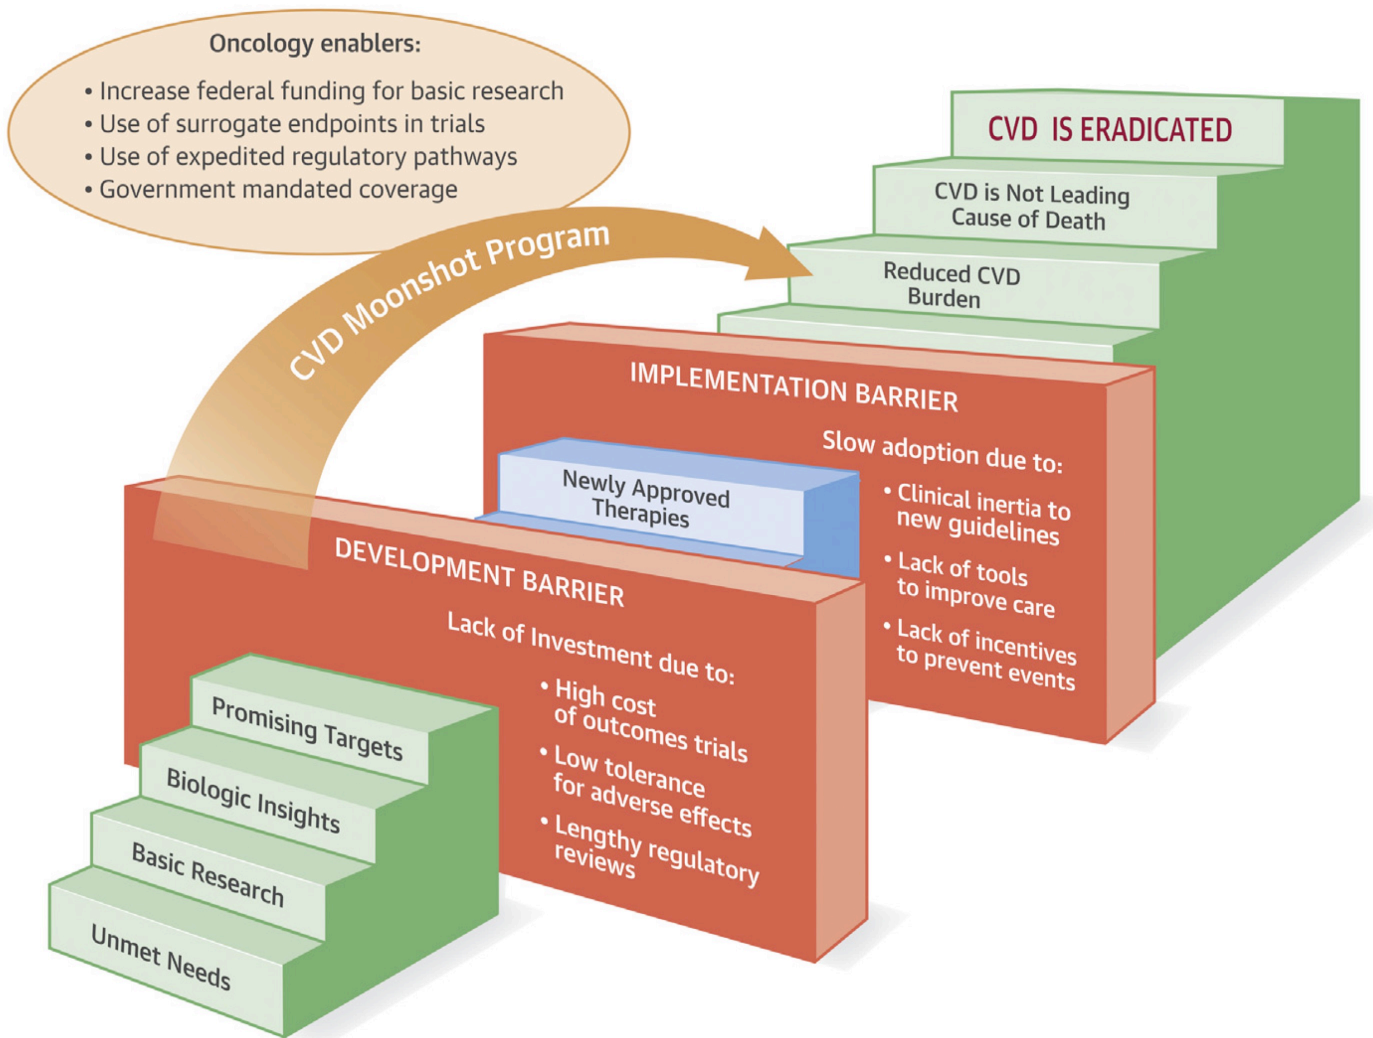 Oncology enablers:
• Increase federal funding for basic research
• Use of surrogate endpoints in trials
• Use of expedited regulatory pathways
• Government mandated coverage
CVD Moonshot Program
CVD IS ERADICATED
CVD is Not Leading
Cause of Death
Reduced CVD
Burden
IMPLEMENTATION BARRIER
Slow adoption due to:
• Clinical inertia to
new guidelines
• Lack of tools
to improve care
• Lack of incentives
to prevent events
Newly Approved
Therapies
DEVELOPMENT BARRIER
Lack of Investment due to:
• High cost
of outcomes trials
• Low tolerance
for adverse effects
• Lengthy regulatory
reviews
Promising Targets
Biologic Insights
Basic Research
Unmet Needs